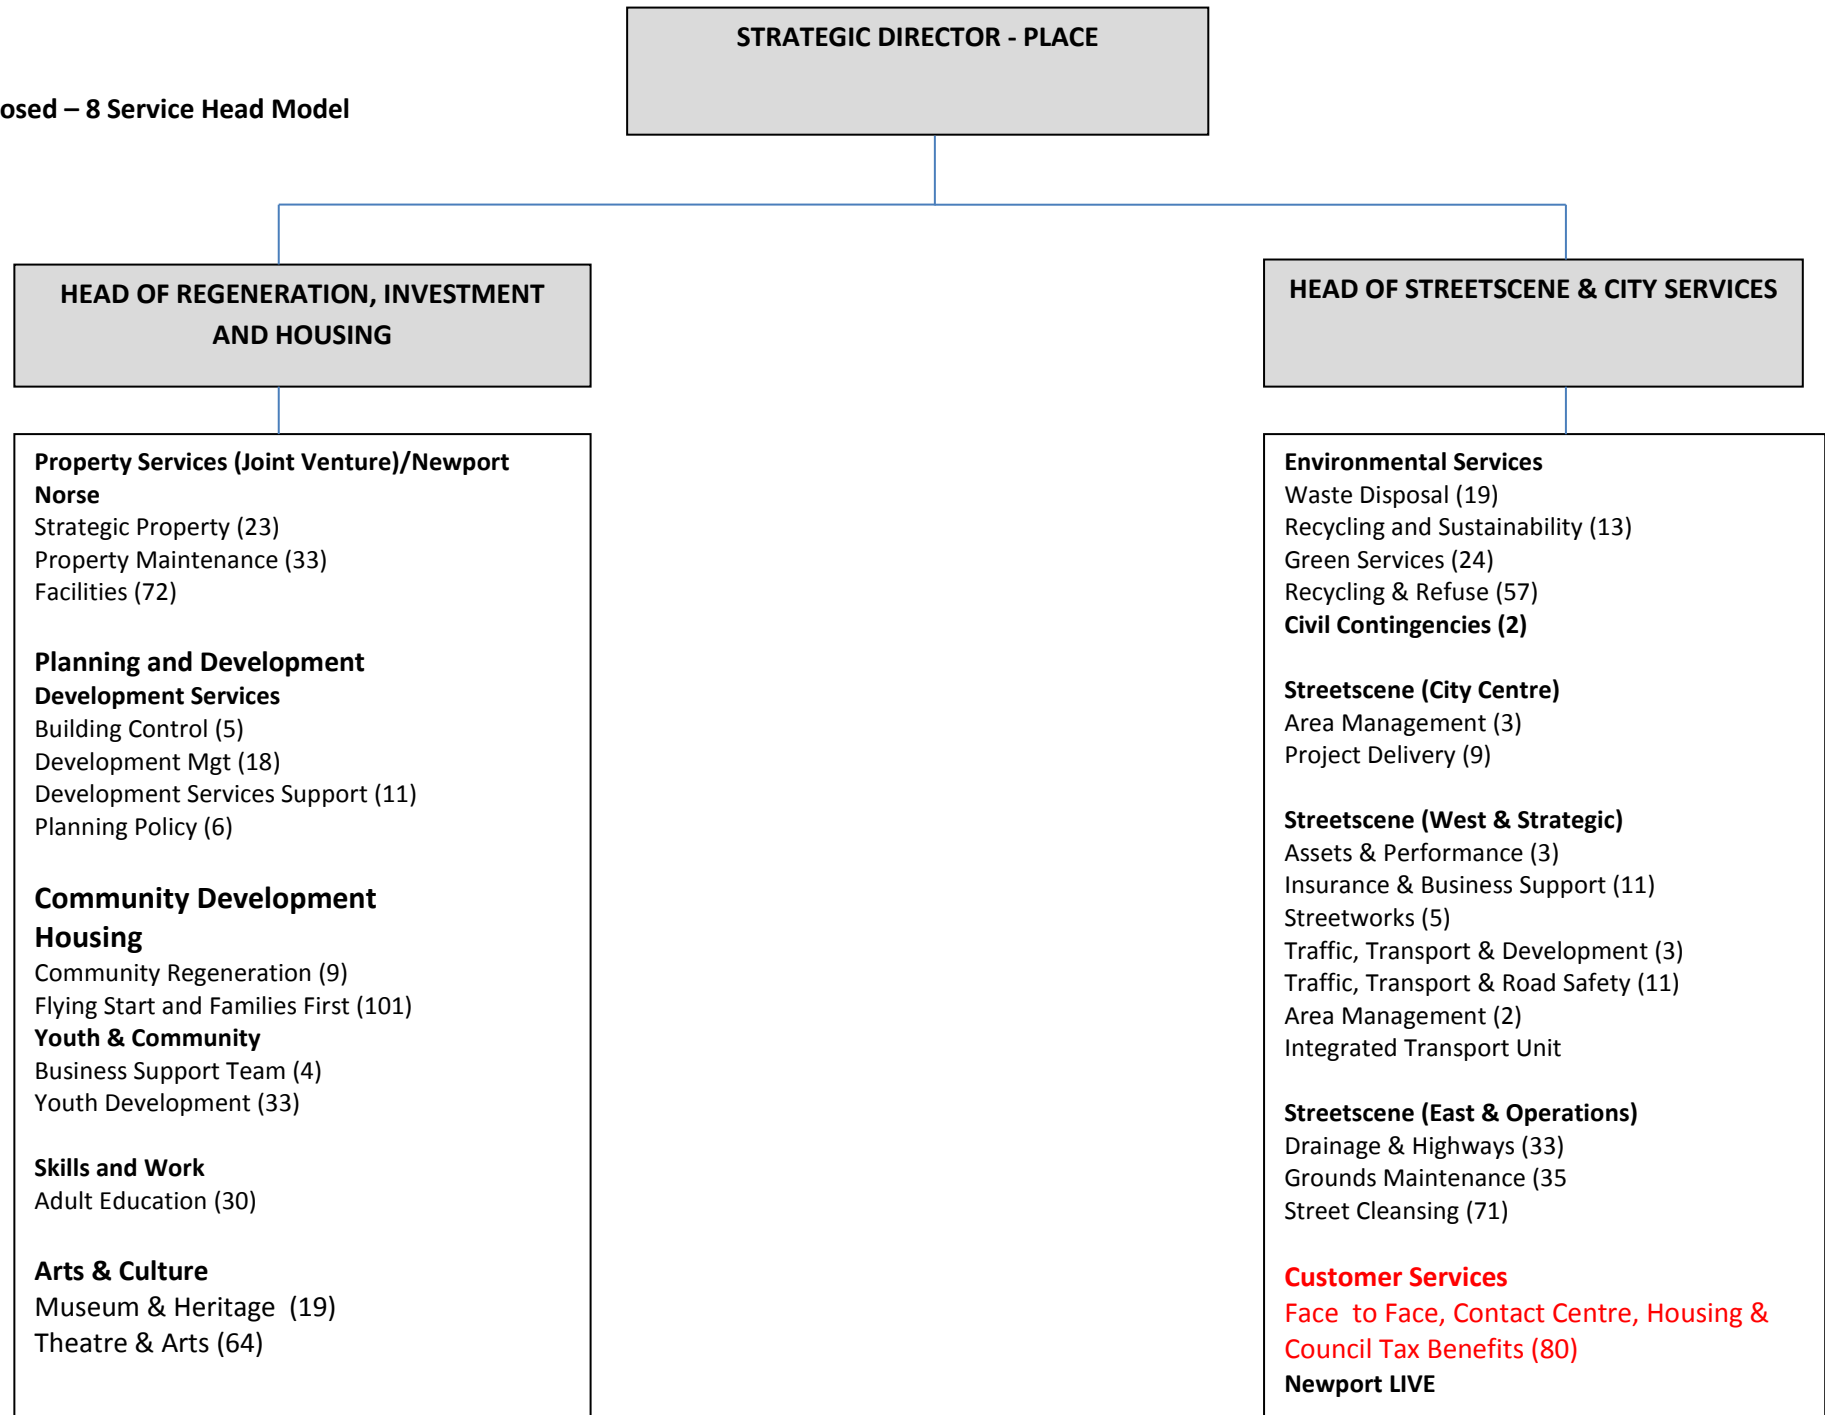 STRATEGIC DIRECTOR - PLACE
osed – 8 Service Head Model
HEAD OF REGENERATION, INVESTMENT
AND HOUSING
Property Services (Joint Venture)/Newport
Norse
Strategic Property (23)
Property Maintenance (33)
Facilities (72)
Planning and Development
Development Services
Building Control (5)
Development Mgt (18)
Development Services Support (11)
Planning Policy (6)
Community Development
Housing
Community Regeneration (9)
Flying Start and Families First (101)
Youth & Community
Business Support Team (4)
Youth Development (33)
Skills and Work
Adult Education (30)
Arts & Culture
Museum & Heritage (19)
Theatre & Arts (64)
HEAD OF STREETSCENE & CITY SERVICES
Environmental Services
Waste Disposal (19)
Recycling and Sustainability (13)
Green Services (24)
Recycling & Refuse (57)
Civil Contingencies (2)
Streetscene (City Centre)
Area Management (3)
Project Delivery (9)
Streetscene (West & Strategic)
Assets & Performance (3)
Insurance & Business Support (11)
Streetworks (5)
Traffic, Transport & Development (3)
Traffic, Transport & Road Safety (11)
Area Management (2)
Integrated Transport Unit
Streetscene (East & Operations)
Drainage & Highways (33)
Grounds Maintenance (35
Street Cleansing (71)
Customer Services
Face to Face, Contact Centre, Housing &
Council Tax Benefits (80)
Newport LIVE